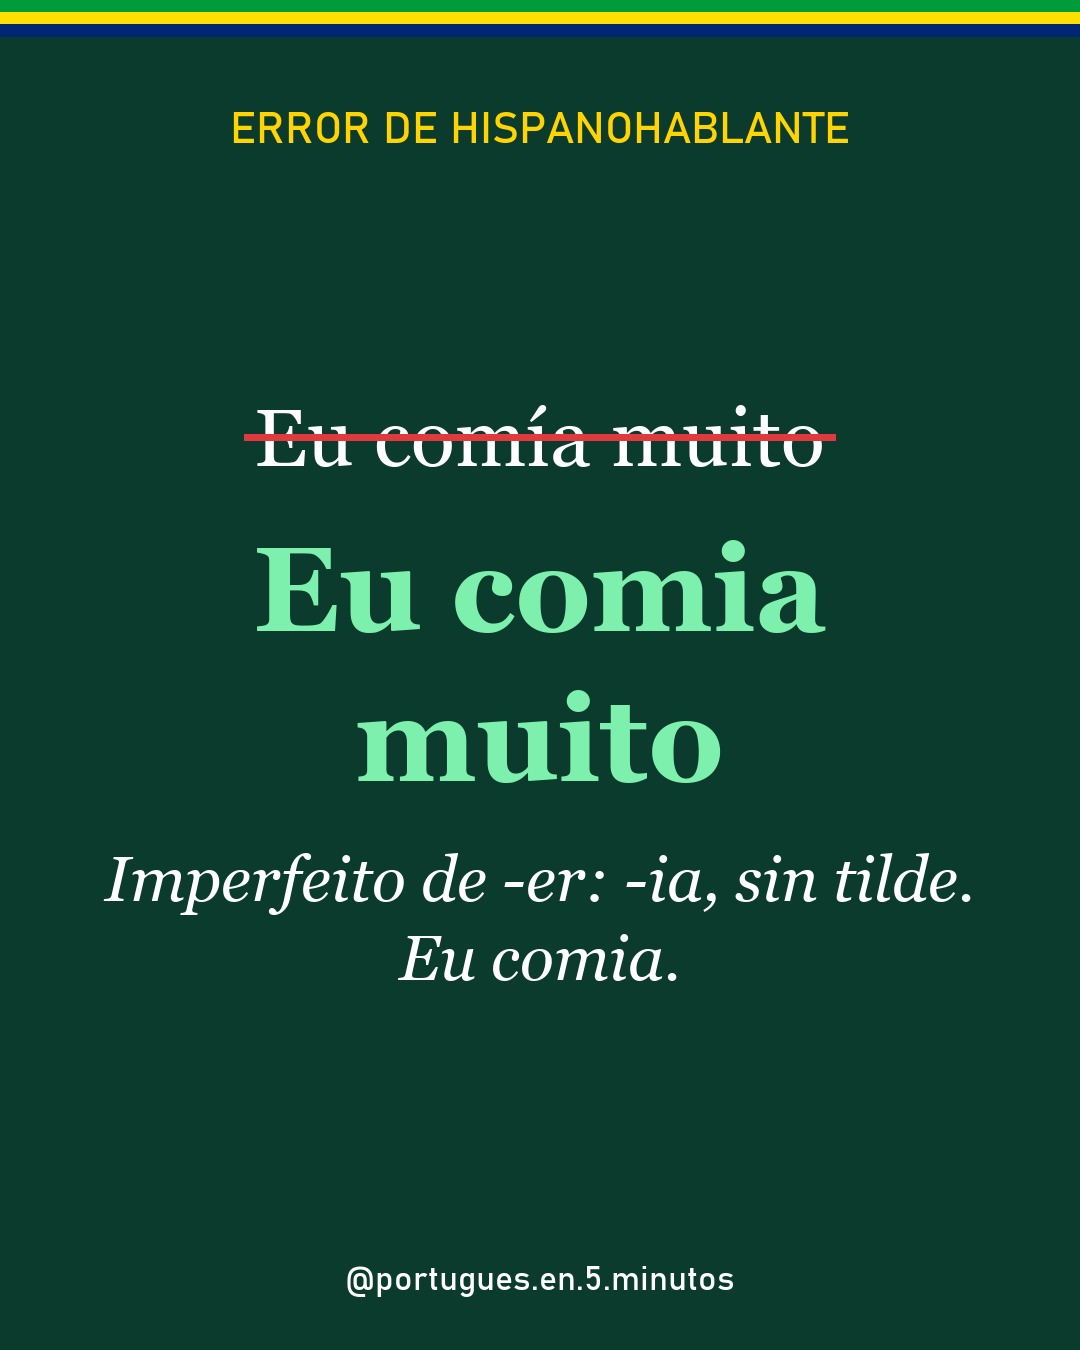 ERROR DE HISPANOHABLANTE
Eu comía muito
Eu comia
muito
Imperfeito de -er: -ia, sin tilde.
Eu comia.
@portugues.en.5.minutos